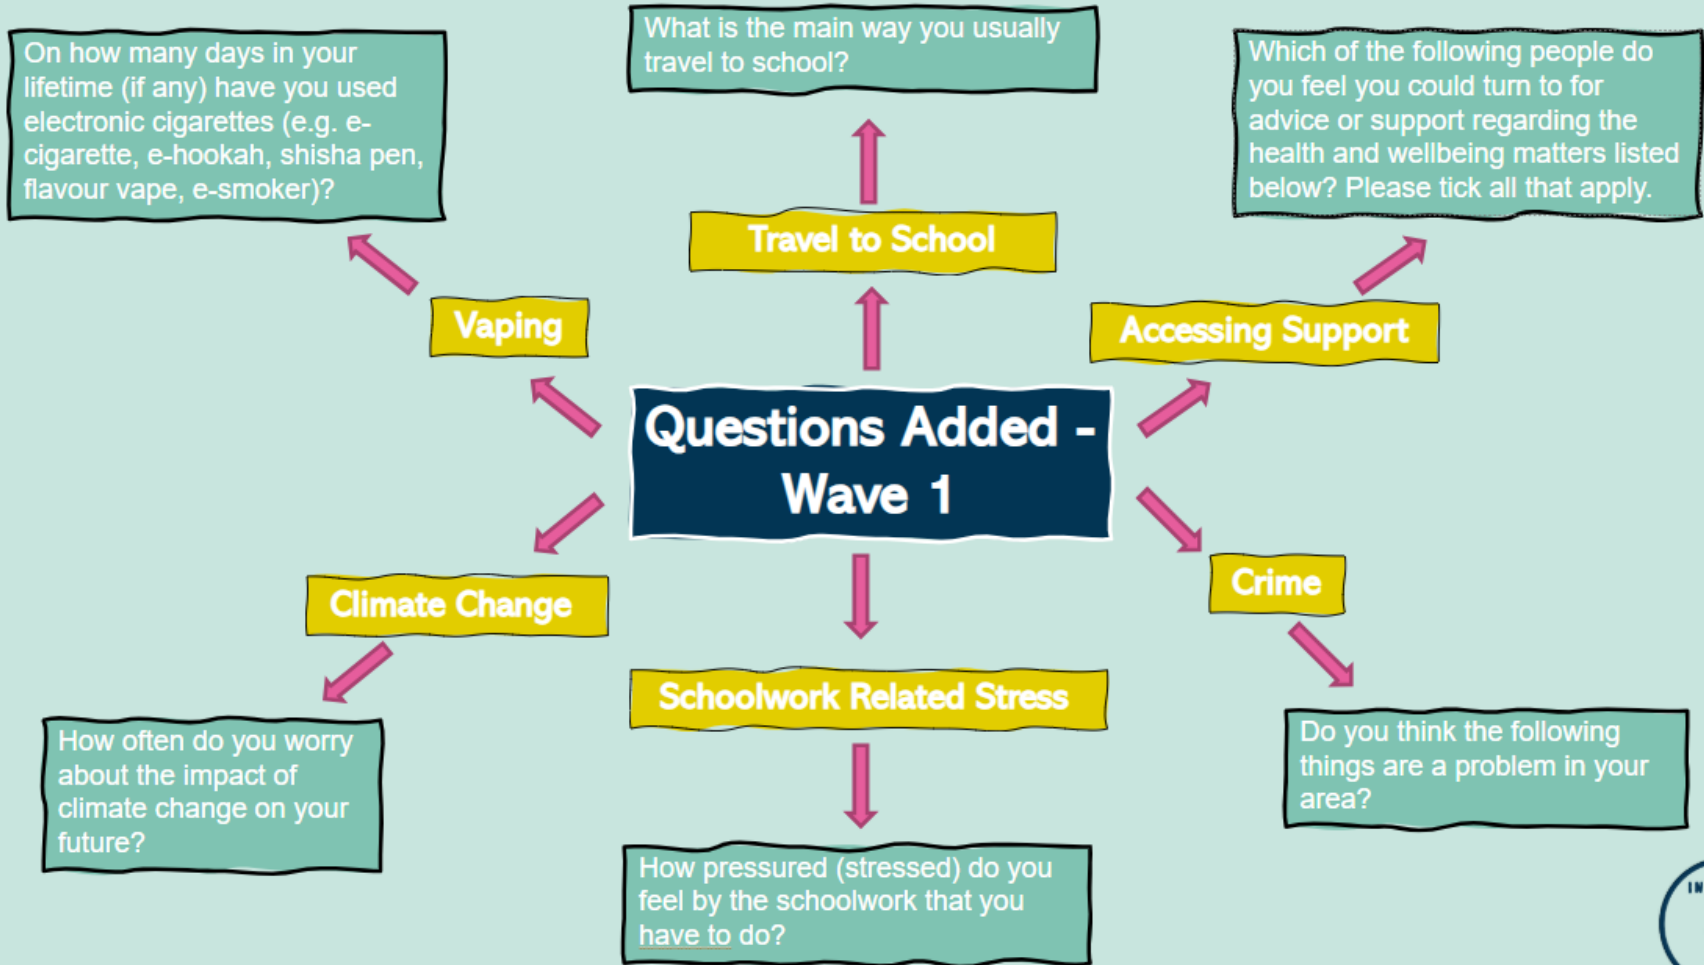 On how many days in your
lifetime (if any) have you used
electronic cigarettes (e.g. e-
cigarette, e-hookah, shisha pen,
flavour vape, e-smoker)?
What is the main way you usually
travel to school?
Which of the following people do
you feel you could turn to for
advice or support regarding the
health and wellbeing matters listed
below? Please tick all that apply.
Travel to School
Vaping
Accessing Support
Questions Added -
Wave 1
Climate Change
Crime
Schoolwork Related Stress
How often do you worry
about the impact of
climate change on your
future?
Do you think the following
things are a problem in your
area?
How pressured (stressed) do you
feel by the schoolwork that you
have to do?